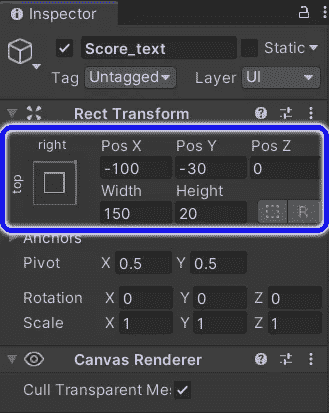 Inspector
Score_text Static
Tag Untagged Layer UI
Rect Transform
right Pos X Pos Y Pos Z
top -100 -30 0
Width Height
150 20 R
Anchors
Pivot X 0.5 Y 0.5
Rotation X 0 Y 0 Z 0
Scale X 1 Y 1 Z 1
Canvas Renderer
Cull Transparent Me